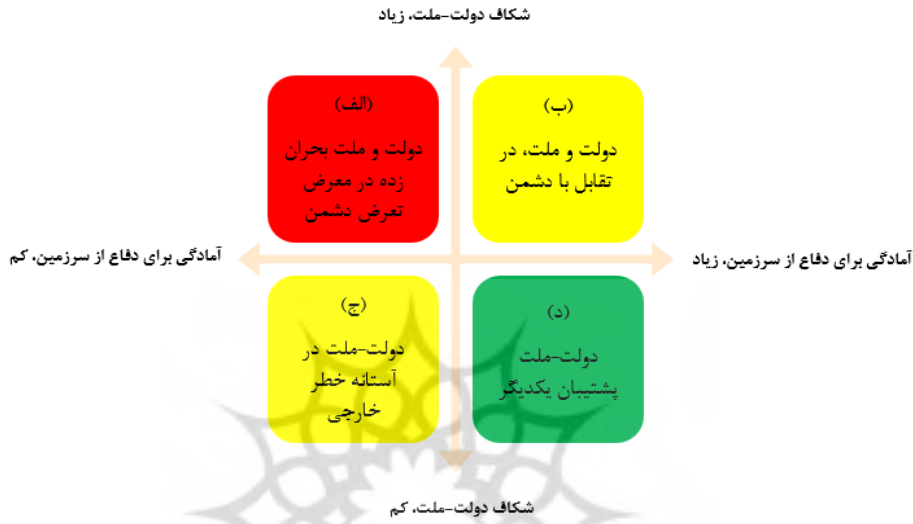 شکاف دولت-ملت، زیاد
(الف)
دولت و ملت بحران
زده در معرض
تعرض دشمن
(ب)
دولت و ملت، در
تقابل با دشمن
آمادگی برای دفاع از سرزمین، زیاد
آمادگی برای دفاع از سرزمین، کم
(د)
دولت-ملت
پشتیبان یکدیگر
(ج)
دولت-ملت در
آستانه خطر
خارجی
شکاف دولت-ملت، کم